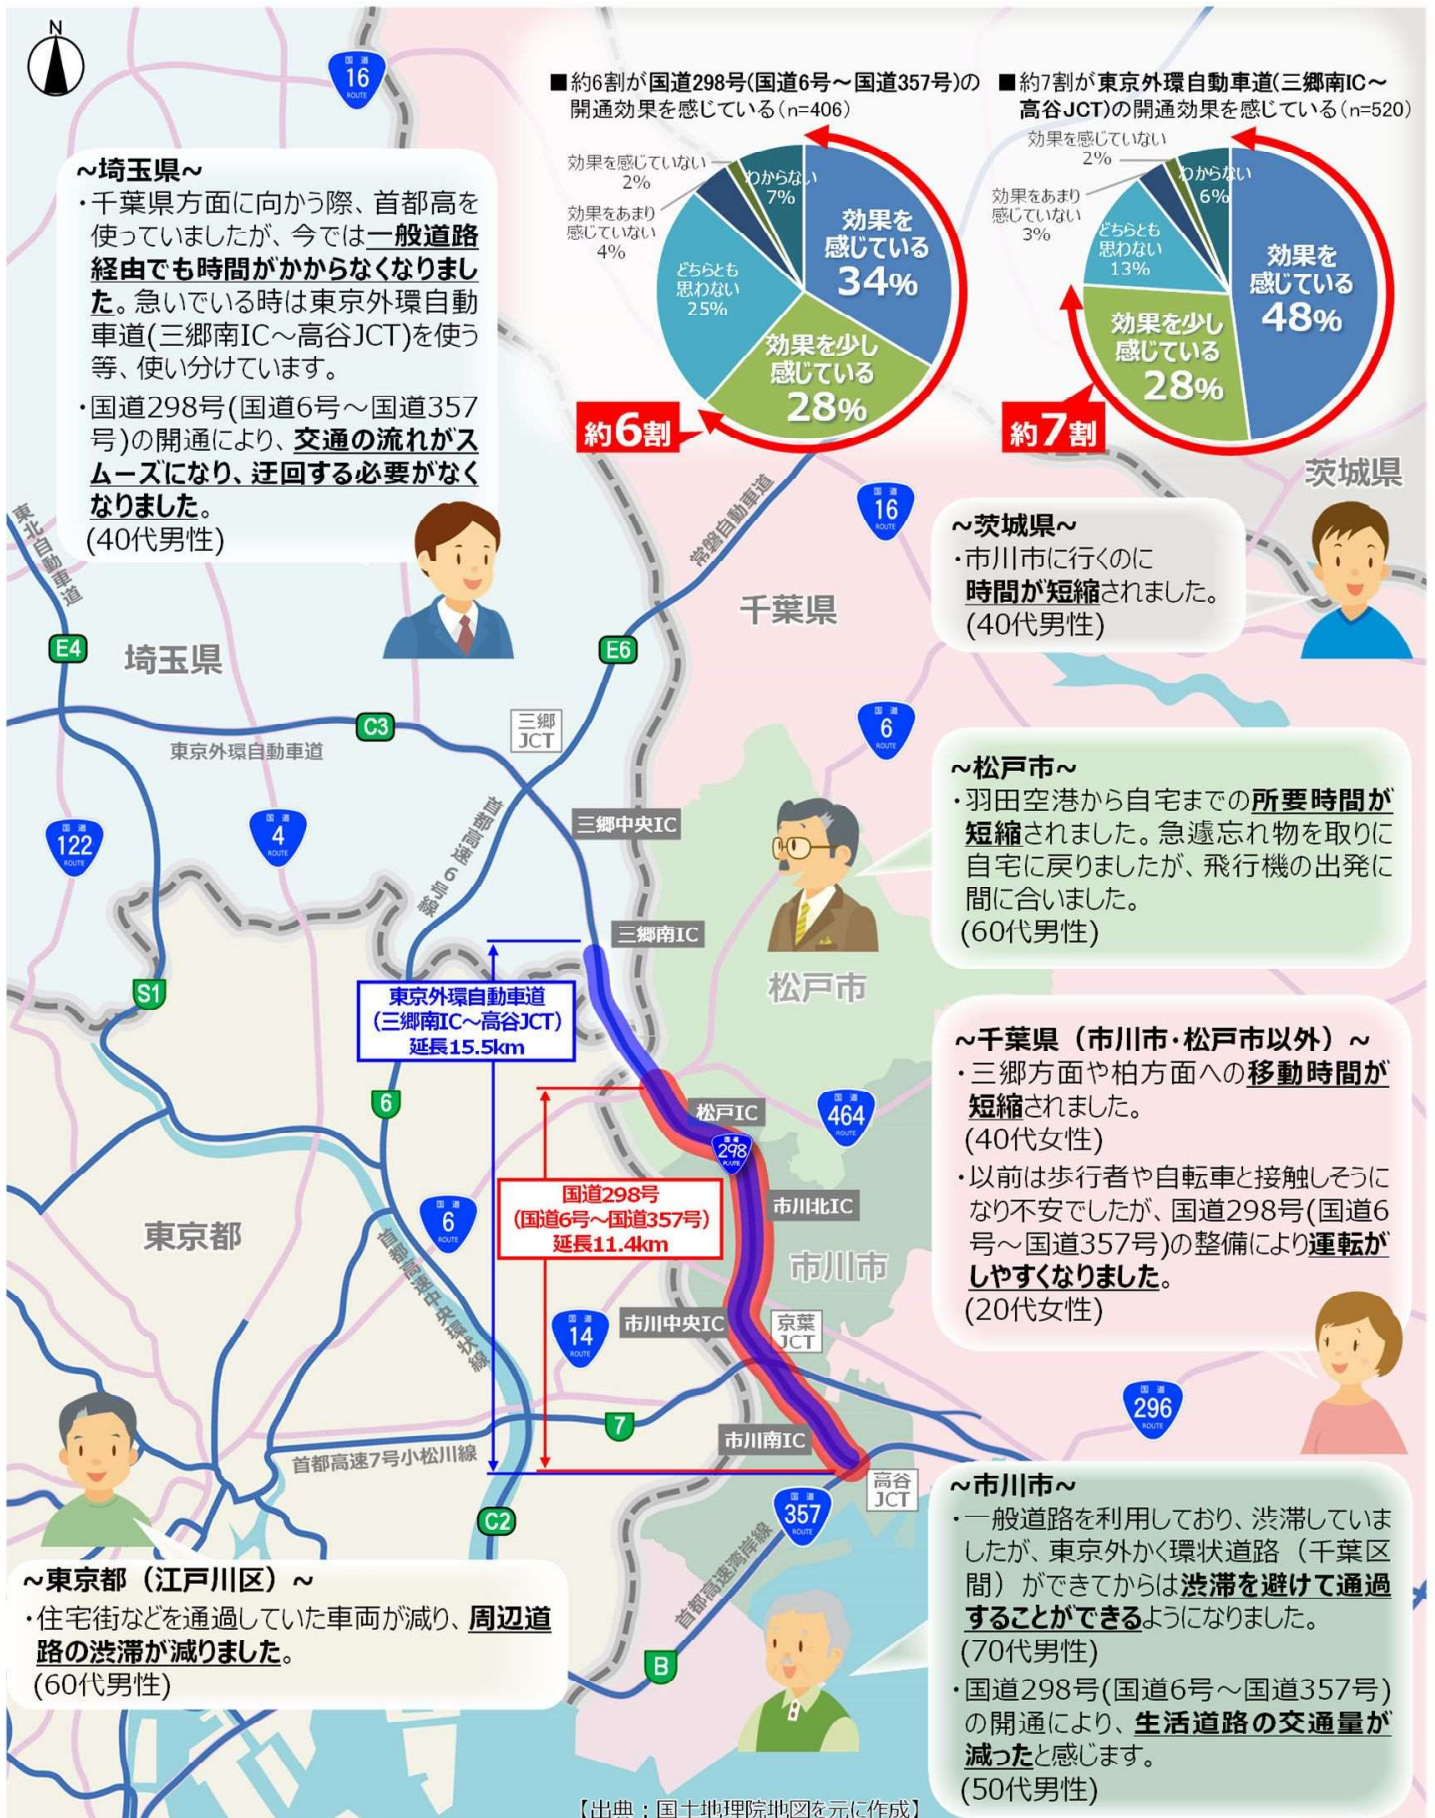 N
国道
16
ROUTE
■約6割が国道298号(国道6号～国道357号)の
開通効果を感じている(n=406)
効果を感じていない
2%
効果をあまり
感じていない
4%
わからない
7%
どちらとも
思わない
25%
効果を
感じている
34%
効果を少し
感じている
28%
約6割
■約7割が東京外環自動車道(三郷南IC～
高谷JCT)の開通効果を感じている(n=520)
効果を感じていない
2%
効果をあまり
感じていない
3%
わからない
6%
どちらとも
思わない
13%
効果を
感じている
48%
効果を少し
感じている
28%
約7割
~埼玉県~
・千葉県方面に向かう際、首都高を
使っていましたが、今では一般道路
経由でも時間がかからなくなりまし
た。急いでいる時は東京外環自動
車道(三郷南IC～高谷JCT)を使う
等、使い分けています。
・国道298号(国道6号～国道357
号)の開通により、交通の流れがス
ムーズになり、迂回する必要がなく
なりました。
(40代男性)
茨城県
国道
16
ROUTE
~茨城県~
・市川市に行くのに
時間が短縮されました。
(40代男性)
東北自動車道
常磐自動車道
千葉県
E4
埼玉県
E6
C3
東京外環自動車道
三郷
JCT
国道
6
ROUTE
~松戸市~
・羽田空港から自宅までの所要時間が
短縮されました。急遽忘れ物を取りに
自宅に戻りましたが、飛行機の出発に
間に合いました。
(60代男性)
国道
122
ROUTE
国道
4
ROUTE
首都高速6号線
三郷中央IC
三郷南IC
松戸市
S1
東京外環自動車道
(三郷南IC～高谷JCT)
延長15.5km
~千葉県（市川市･松戸市以外）~
・三郷方面や柏方面への移動時間が
短縮されました。
(40代女性)
・以前は歩行者や自転車と接触しそうに
なり不安でしたが、国道298号(国道6
号～国道357号)の整備により運転が
しやすくなりました。
(20代女性)
6
松戸IC
国道
464
ROUTE
国道
298
ROUTE
国道298号
(国道6号～国道357号)
延長11.4km
市川北IC
東京都
国道
6
ROUTE
首都高速中央環状線
市川市
国道
14
ROUTE
市川中央IC
京葉
JCT
国道
296
ROUTE
7
首都高速7号小松川線
市川南IC
高谷
JCT
C2
国道
357
ROUTE
首都高速湾岸線
B
~東京都（江戸川区）~
・住宅街などを通過していた車両が減り、周辺道
路の渋滞が減りました。
(60代男性)
~市川市~
・一般道路を利用しており、渋滞していま
したが、東京外かく環状道路（千葉区
間）ができてからは渋滞を避けて通過
することができるようになりました。
(70代男性)
・国道298号(国道6号～国道357号)
の開通により、生活道路の交通量が
減ったと感じます。
(50代男性)
【出典：国土地理院地図を元に作成】